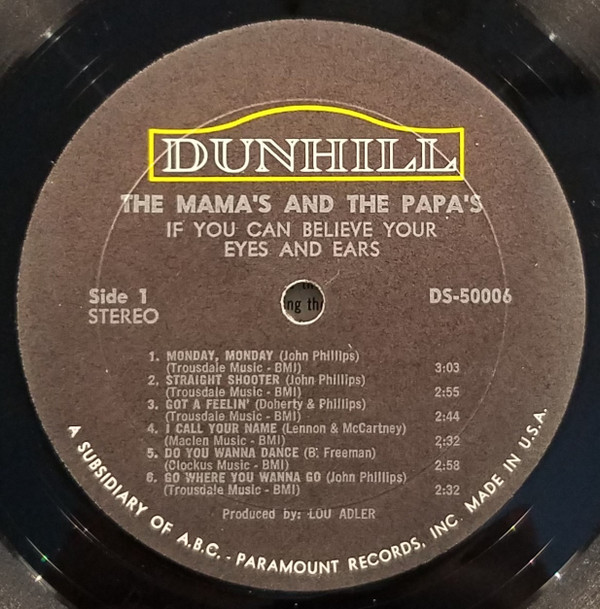 DUNHILL
THE MAMA'S AND THE PAPA'S
IF YOU CAN BELIEVE YOUR
EYES AND EARS
Side 1
STEREO
DS-50006
ng th
1. MONDAY, MONDAY (John Phillips)
(Trousdale Music - BMI) 3:03
2. STRAIGHT SHOOTER (John Phillips)
(Trousdale Music - BMI) 2:55
3. GOT A FEELIN' (Doherty & Phillips)
(Trousdale Music - BMI) 2:44
4. I CALL YOUR NAME (Lennon & McCartney)
(Maclen Music - BMI) 2:32
5. DO YOU WANNA DANCE (B. Freeman)
(Clockus Music - BMI) 2:58
6. GO WHERE YOU WANNA GO (John Phillips)
(Trousdale Music - BMI) 2:32
Produced by: LOU ADLER
A SUBSIDIARY OF A.B.C. - PARAMOUNT RECORDS, INC. MADE IN U.S.A.